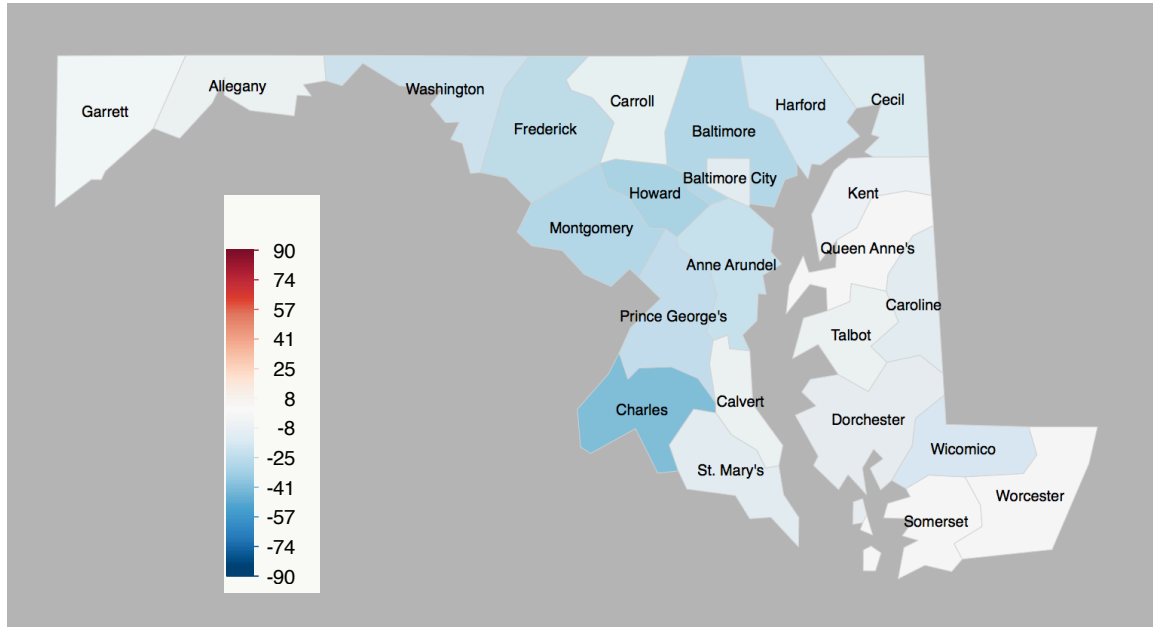 Garrett
Allegany
Washington
Frederick
Carroll
Baltimore
Harford
Cecil
Baltimore City
Howard
Kent
Montgomery
Queen Anne's
Anne Arundel
Caroline
Prince George's
Talbot
Charles
Calvert
Dorchester
St. Mary's
Wicomico
Worcester
Somerset
90
74
57
41
25
8
-8
-25
-41
-57
-74
-90